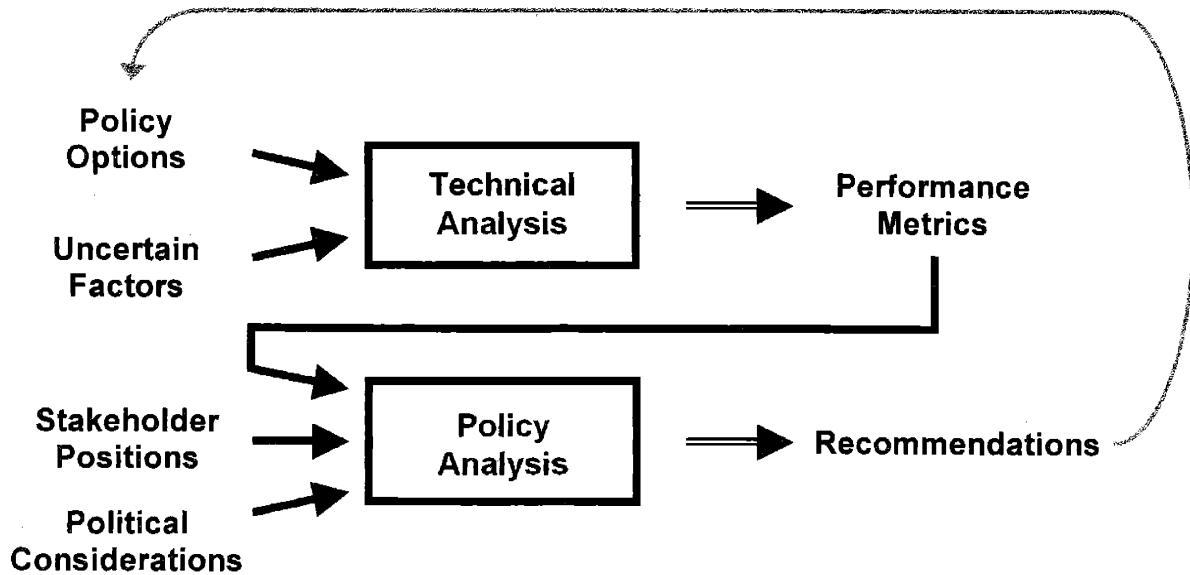 Policy
Options
Technical
Analysis
Performance
Metrics
Uncertain
Factors
Stakeholder
Positions
Policy
Analysis
Recommendations
Political
Considerations